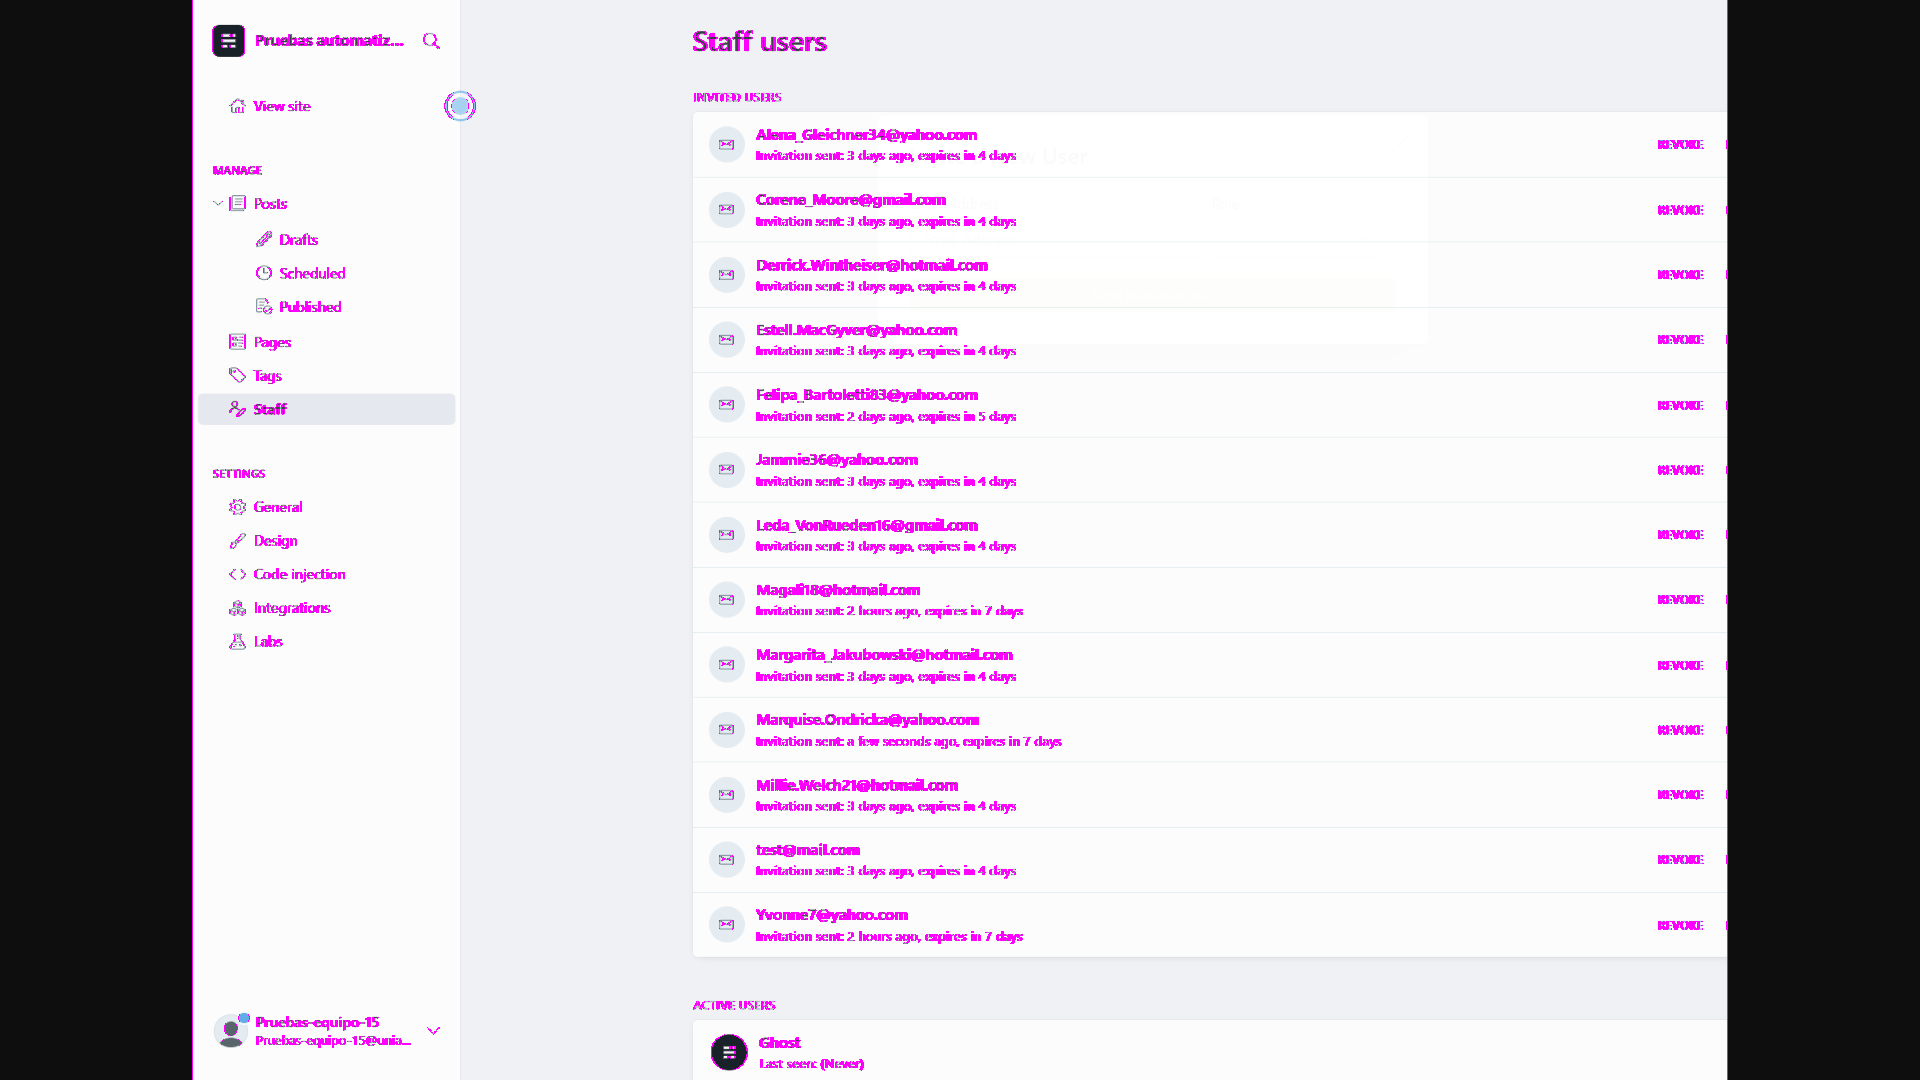 Pruebas automatiz...
View site
MANAGE
Posts
Drafts
Scheduled
Published
Pages
Tags
Staff
SETTINGS
General
Design
Code injection
Integrations
Labs
Pruebas-equipo-15
Pruebas-equipo-15@unia...
Staff users
INVITED USERS
Alena_Gleichner34@yahoo.com
Invitation sent: 3 days ago, expires in 4 days
REVOKE
User
Corene_Moore@gmail.com
Invitation sent: 3 days ago, expires in 4 days
REVOKE
Derrick.Wintheiser@hotmail.com
Invitation sent: 3 days ago, expires in 4 days
REVOKE
Estell.MacGyver@yahoo.com
Invitation sent: 3 days ago, expires in 4 days
REVOKE
Felipa_Bartoletti83@yahoo.com
Invitation sent: 2 days ago, expires in 5 days
REVOKE
Jammie36@yahoo.com
Invitation sent: 3 days ago, expires in 4 days
REVOKE
Leda_VonRueden16@gmail.com
Invitation sent: 3 days ago, expires in 4 days
REVOKE
Magali18@hotmail.com
Invitation sent: 2 hours ago, expires in 7 days
REVOKE
Margarita_Jakubowski@hotmail.com
Invitation sent: 3 days ago, expires in 4 days
REVOKE
Marquise.Ondricka@yahoo.com
Invitation sent: a few seconds ago, expires in 7 days
REVOKE
Millie.Welch21@hotmail.com
Invitation sent: 3 days ago, expires in 4 days
REVOKE
test@mail.com
Invitation sent: 3 days ago, expires in 4 days
REVOKE
Yvonne7@yahoo.com
Invitation sent: 2 hours ago, expires in 7 days
REVOKE
ACTIVE USERS
Ghost
Last seen: (Never)